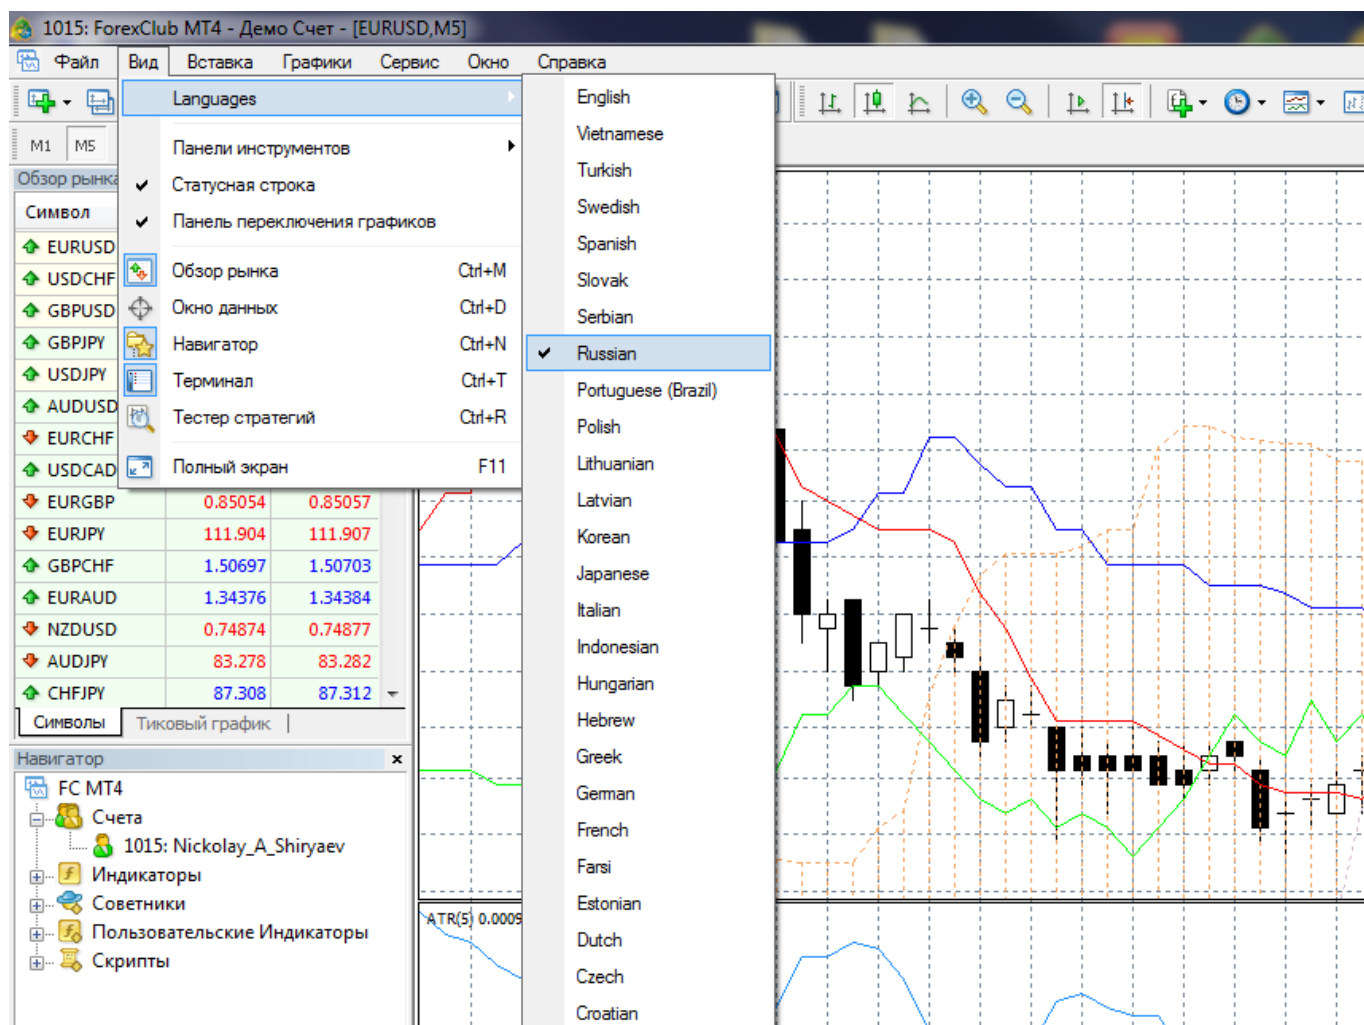 1015: ForexClub MT4 - Демо Счет - [EURUSD,M5]
Файл Вид Вставка Графики Сервис Окно Справка
M1 M5
Languages
Панели инструментов
Статусная строка
Панель переключения графиков
Обзор рынка Ctrl+M
Окно данных Ctrl+D
Навигатор Ctrl+N
Терминал Ctrl+T
Тестер стратегий Ctrl+R
Полный экран F11
English
Vietnamese
Turkish
Swedish
Spanish
Slovak
Serbian
Russian
Portuguese (Brazil)
Polish
Lithuanian
Latvian
Korean
Japanese
Italian
Indonesian
Hungarian
Hebrew
Greek
German
French
Farsi
Estonian
Dutch
Czech
Croatian
Обзор рынка
Символ
EURUSD
USDCHF
GBPUSD
GBPJPY
USDJPY
AUDUSD
EURCHF
USDCAD
EURGBP 0.85054 0.85057
EURJPY 111.904 111.907
GBPCHF 1.50697 1.50703
EURAUD 1.34376 1.34384
NZDUSD 0.74874 0.74877
AUDJPY 83.278 83.282
CHFJPY 87.308 87.312
Символы Тиковый график
Навигатор
FC MT4
Счета
1015: Nickolay_A_Shiryaev
Индикаторы
Советники
Пользовательские Индикаторы
Скрипты
ATR(5) 0.0009